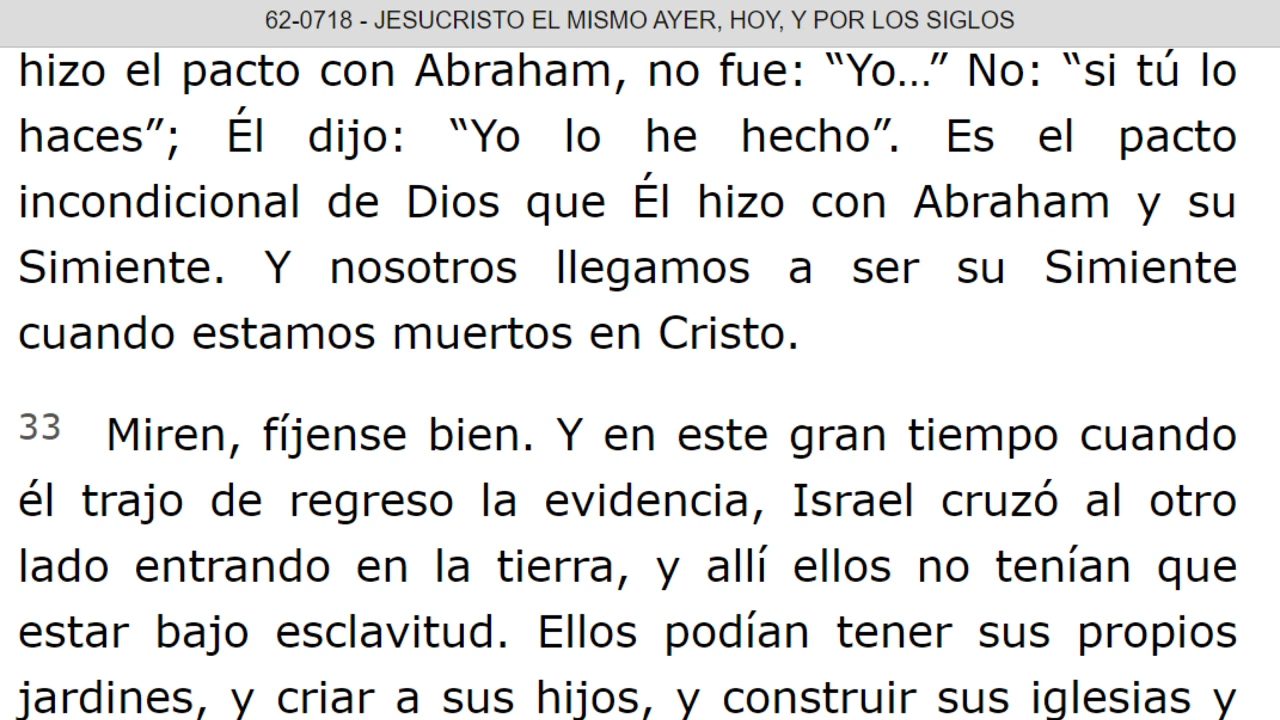 62-0718 - JESUCRISTO EL MISMO AYER, HOY, Y POR LOS SIGLOS
hizo el pacto con Abraham, no fue: “Yo…” No: “si tú lo
haces”; Él dijo: “Yo lo he hecho”. Es el pacto
incondicional de Dios que Él hizo con Abraham y su
Simiente. Y nosotros llegamos a ser su Simiente
cuando estamos muertos en Cristo.
33 Miren, fíjense bien. Y en este gran tiempo cuando
él trajo de regreso la evidencia, Israel cruzó al otro
lado entrando en la tierra, y allí ellos no tenían que
estar bajo esclavitud. Ellos podían tener sus propios
jardines, y criar a sus hijos, y construir sus iglesias y